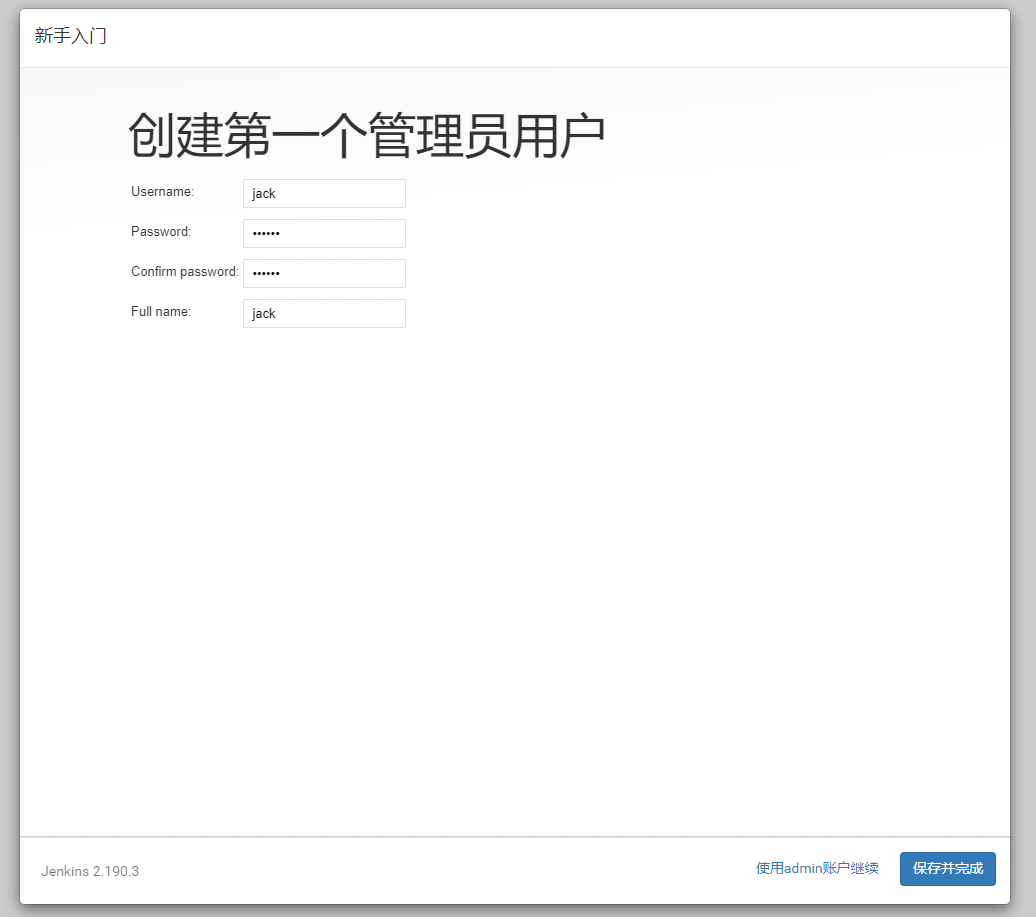 新手入门
创建第一个管理员用户
Username: jack
Password: ••••••
Confirm password: ••••••
Full name: jack
Jenkins 2.190.3 使用admin账户继续 保存并完成